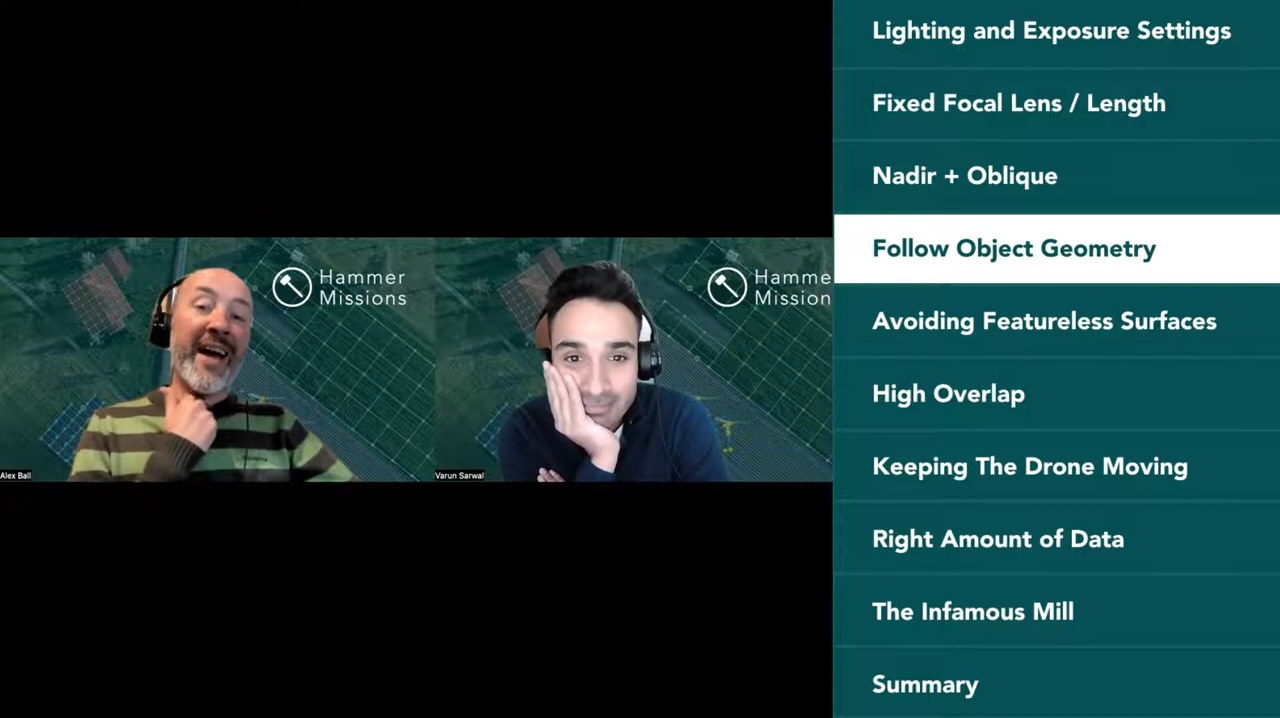 Hammer
Missions
Alex Ball
Hammer
Mission
Varun Sarwal
Lighting and Exposure Settings
Fixed Focal Lens / Length
Nadir + Oblique
Follow Object Geometry
Avoiding Featureless Surfaces
High Overlap
Keeping The Drone Moving
Right Amount of Data
The Infamous Mill
Summary